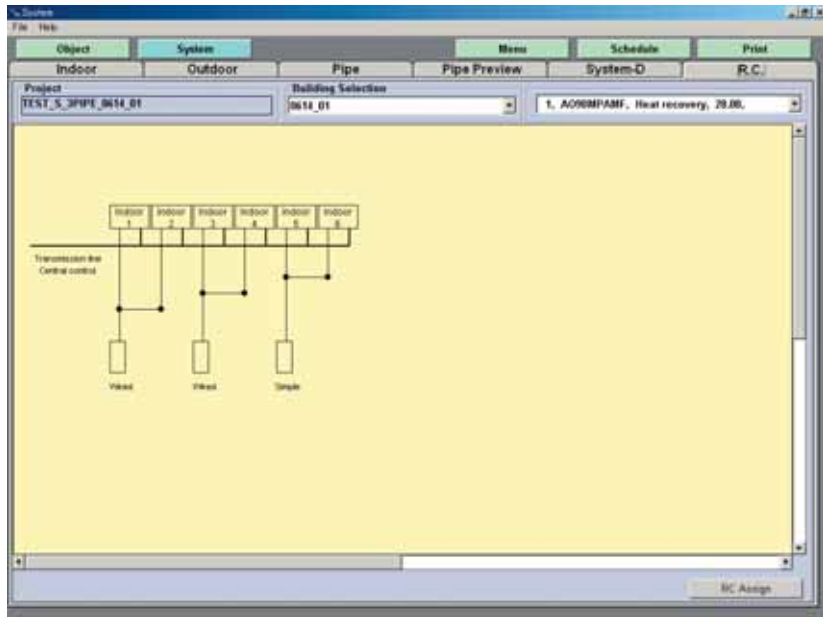 System
File Help
Object System Menu Schedule Print
Indoor Outdoor Pipe Pipe Preview System-D R.C.
Project Building Selection
TEST_S_3PIPE_0614_01 0614_01 1, AO90MPAMF, Heat recovery, 28.00,
Indoor Indoor Indoor Indoor Indoor Indoor
1 2 3 4 5 6
Transmission line
Central control
Wired Wired Simple
RC Assign